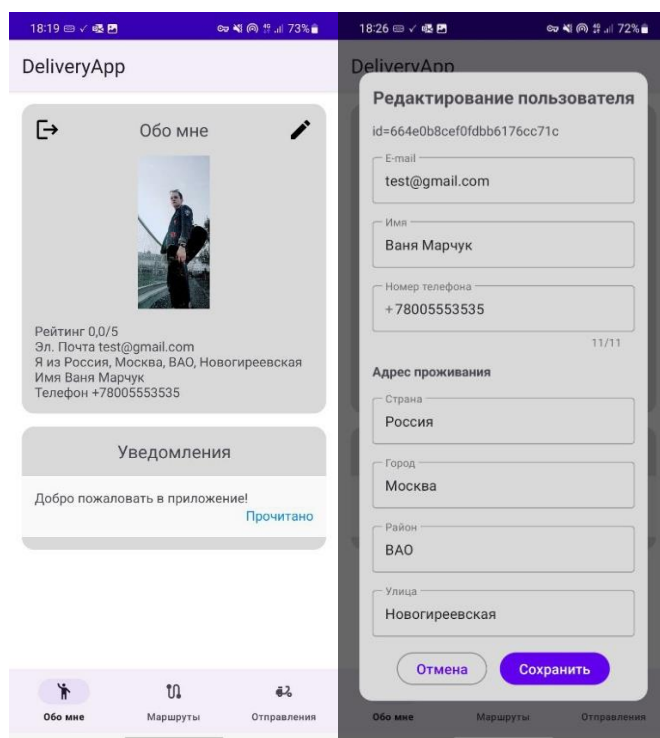 18:19
73%
DeliveryApp
Обо мне
Рейтинг 0,0/5
Эл. Почта test@gmail.com
Я из Россия, Москва, ВАО, Новогиреевская
Имя Ваня Марчук
Телефон +78005553535
Уведомления
Добро пожаловать в приложение!
Прочитано
Обо мне
Маршруты
Отправления
18:26
72%
DeliveryApp
Редактирование пользователя
id=664e0b8cef0fdbb6176cc71c
E-mail
test@gmail.com
Имя
Ваня Марчук
Номер телефона
+78005553535
11/11
Адрес проживания
Страна
Россия
Город
Москва
Район
ВАО
Улица
Новогиреевская
Отмена
Сохранить
Обо мне
Маршруты
Отправления